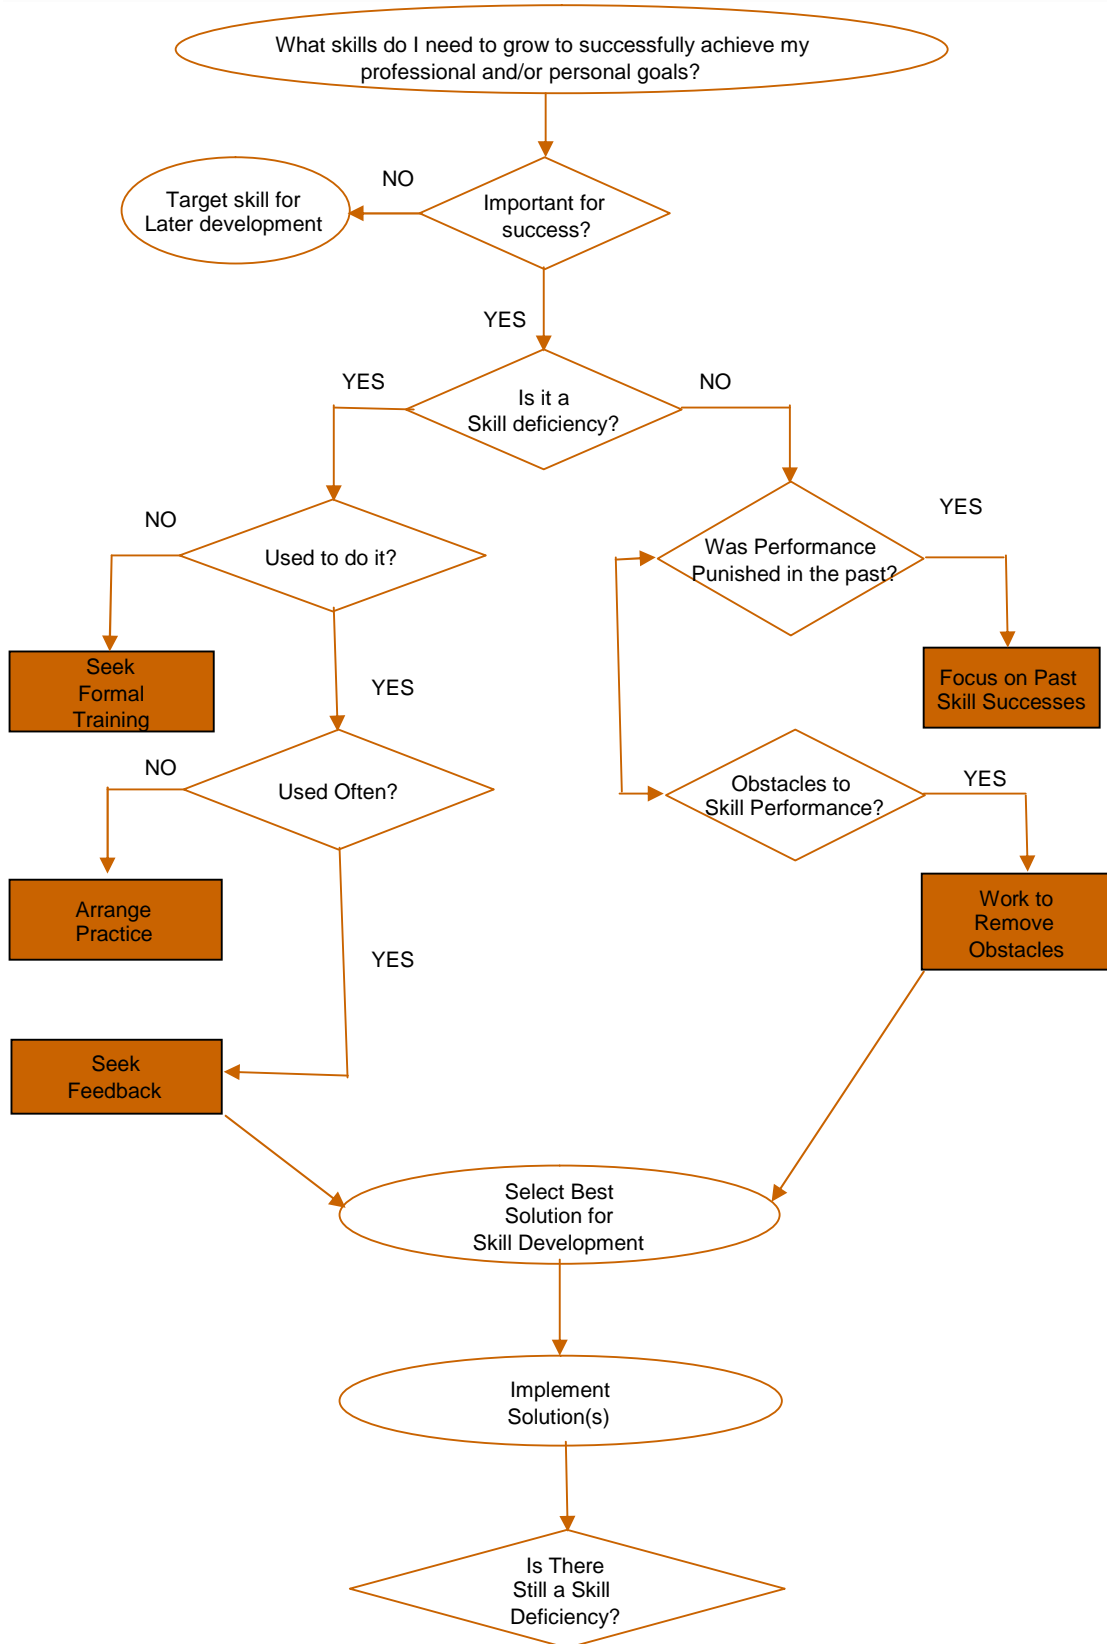 What skills do I need to grow to successfully achieve my
professional and/or personal goals?
NO
Target skill for
Later development
Important for
success?
YES
YES
Is it a
Skill deficiency?
NO
NO
Used to do it?
YES
Was Performance
Punished in the past?
Seek
Formal
Training
YES
Focus on Past
Skill Successes
NO
Used Often?
Obstacles to
Skill Performance?
YES
Arrange
Practice
YES
Work to
Remove
Obstacles
Seek
Feedback
Select Best
Solution for
Skill Development
Implement
Solution(s)
Is There
Still a Skill
Deficiency?